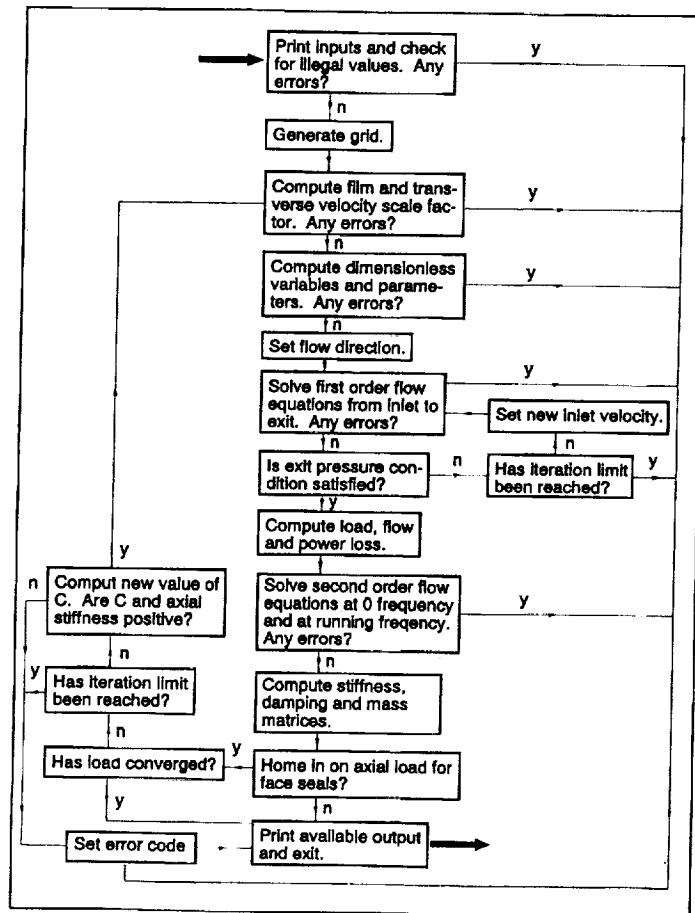 Print inputs and check
for illegal values. Any
errors?
y
n
Generate grid.
Compute film and trans-
verse velocity scale fac-
tor. Any errors?
y
n
Compute dimensionless
variables and parame-
ters. Any errors?
y
n
Set flow direction.
y
Solve first order flow
equations from inlet to
exit. Any errors?
Set new inlet velocity.
n
n
Is exit pressure con-
dition satisfied?
n
Has iteration limit
been reached?
y
y
Compute load, flow
and power loss.
y
n
Comput new value of
C. Are C and axial
stiffness positive?
Solve second order flow
equations at 0 frequency
and at running freqency.
Any errors?
y
n
n
y
Has iteration limit
been reached?
Compute stiffness,
damping and mass
matrices.
n
Has load converged?
y
Home in on axial load for
face seals?
y
n
Set error code
Print available output
and exit.